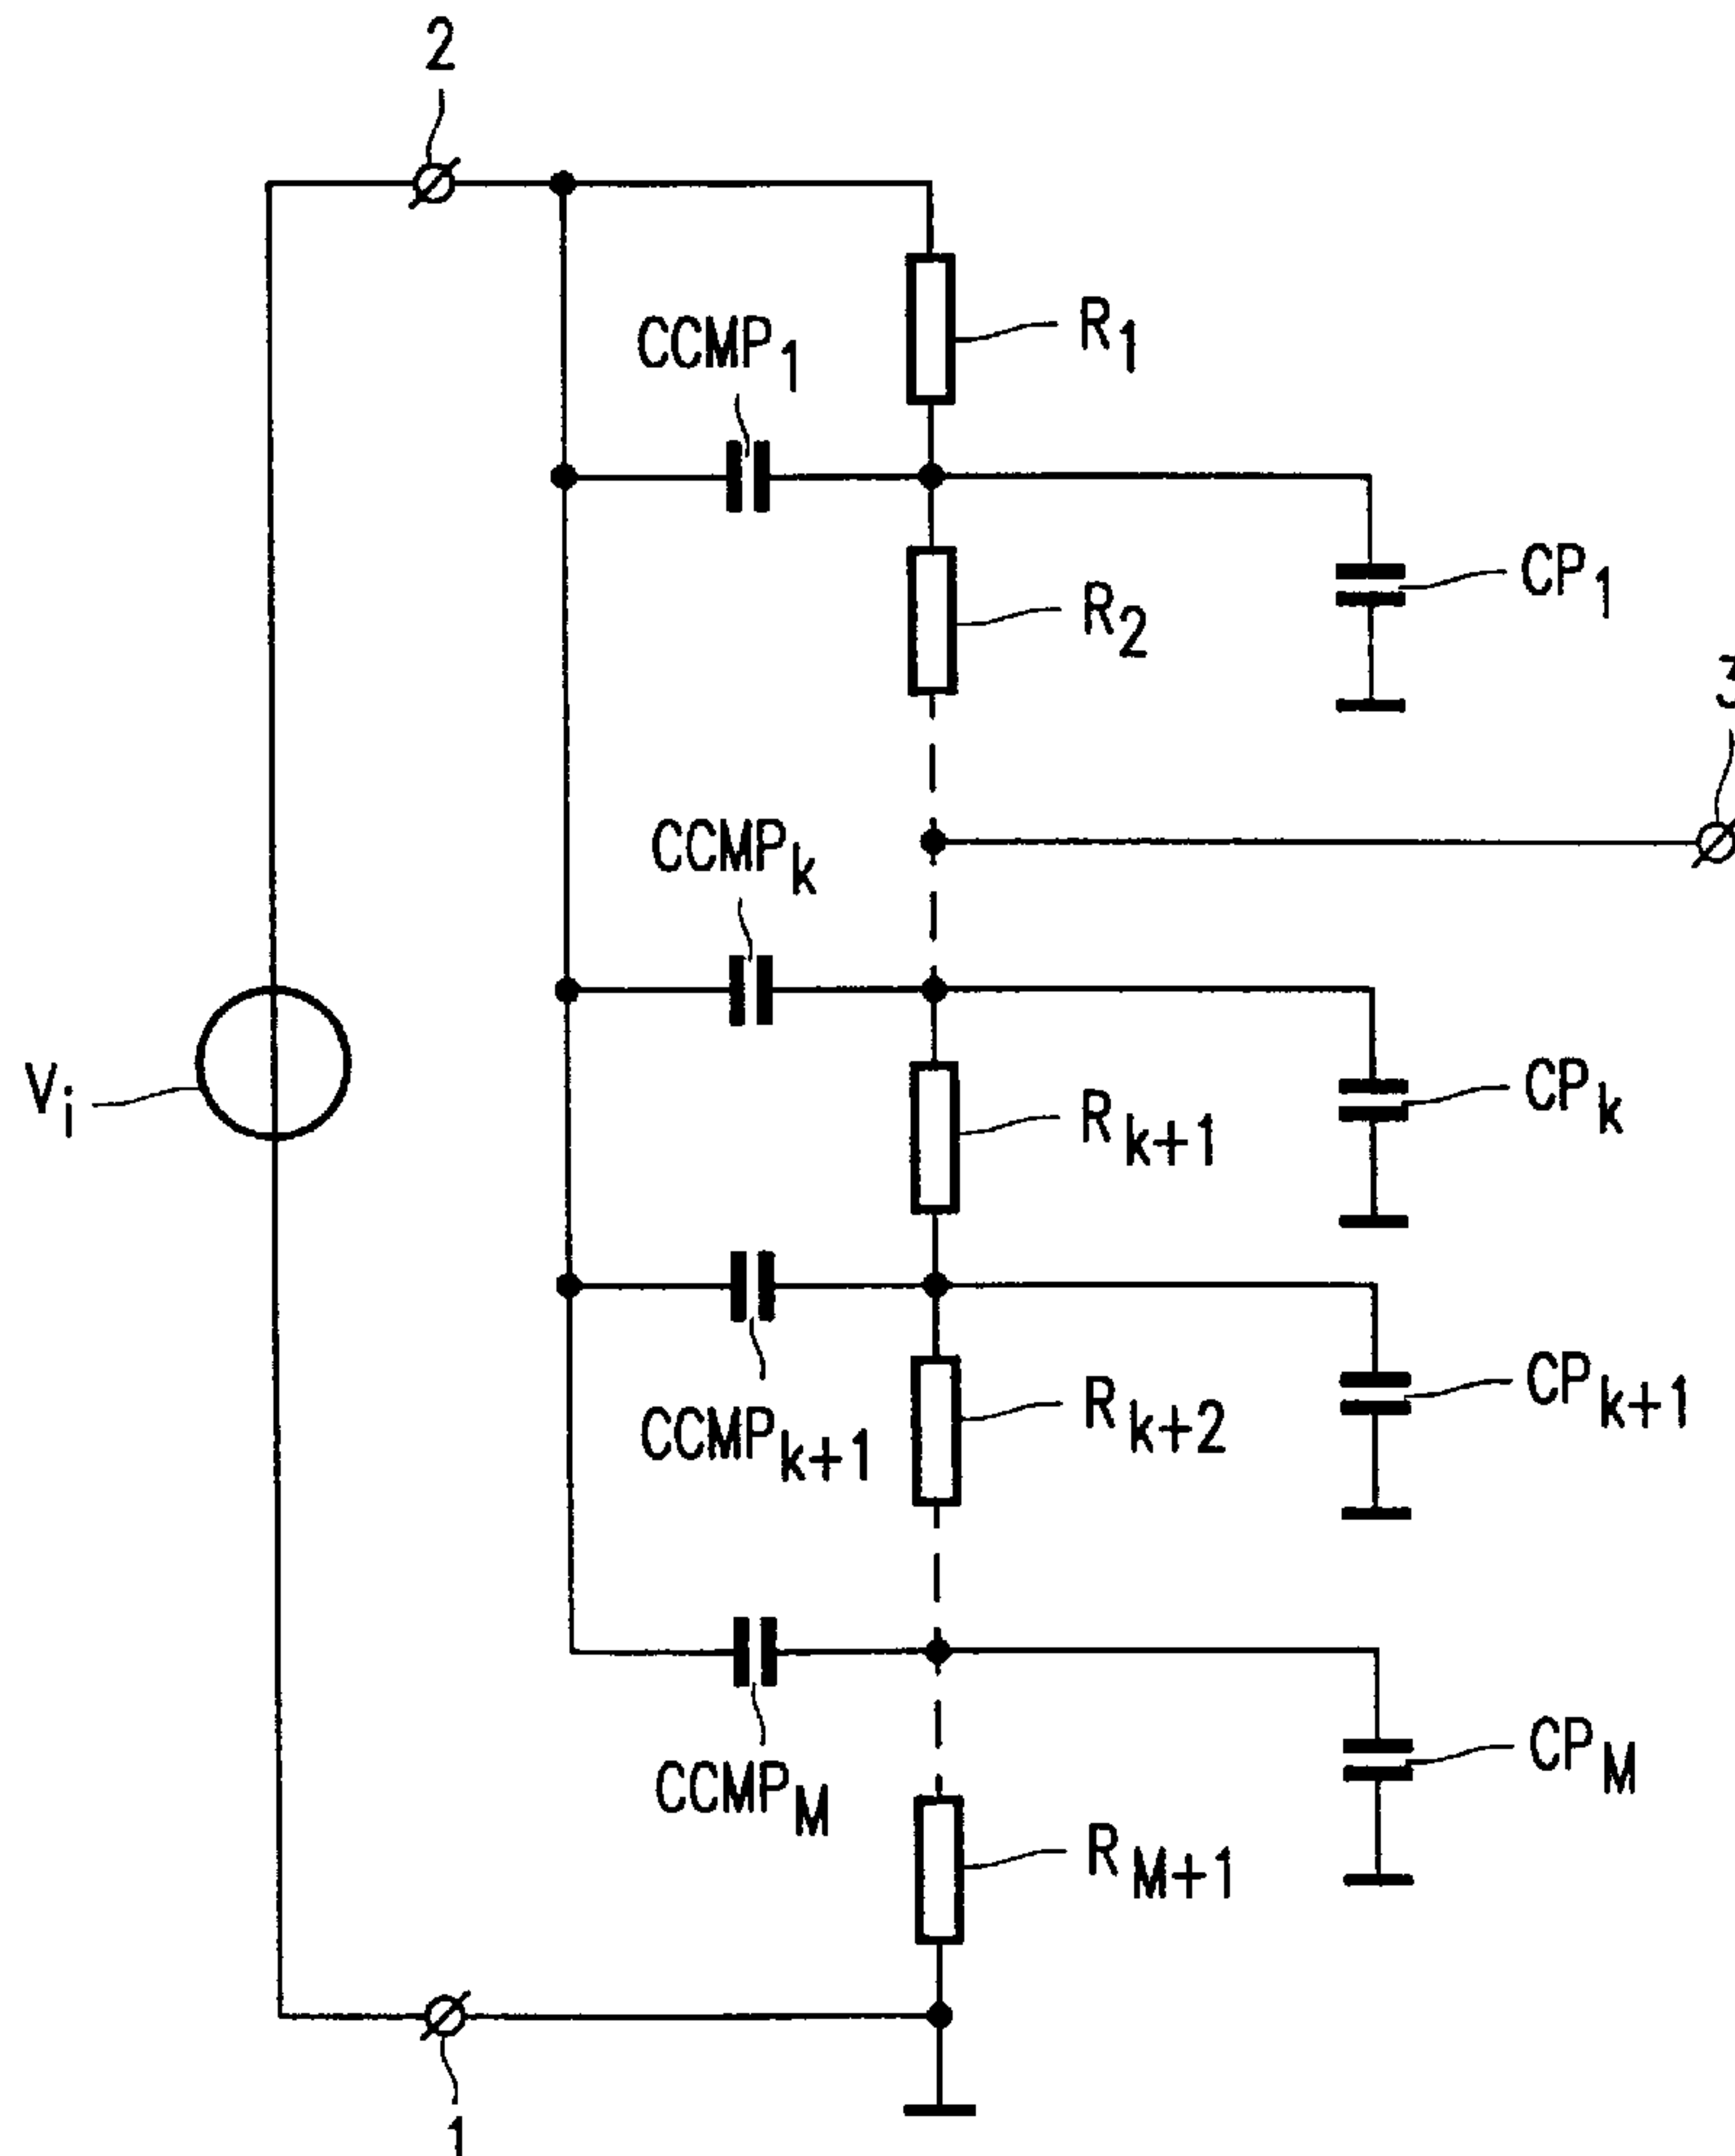 2
R1
CCMP1
CP1
R2
3
CCMPk
Vi
CPk
Rk+1
CPk+1
Rk+2
CCMPk+1
CPM
CCMPM
RM+1
1